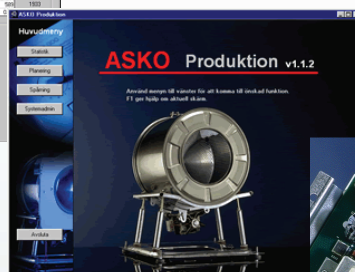 1933
ASKO Produktion
Huvudmeny
ASKO Produktion v1.1.2
Statistik
Planering
Spårning
Systemadmin
Använd menyn till vänster för att komma till önskad funktion.
F1 ger hjälp om aktuell skärm.
Avsluta